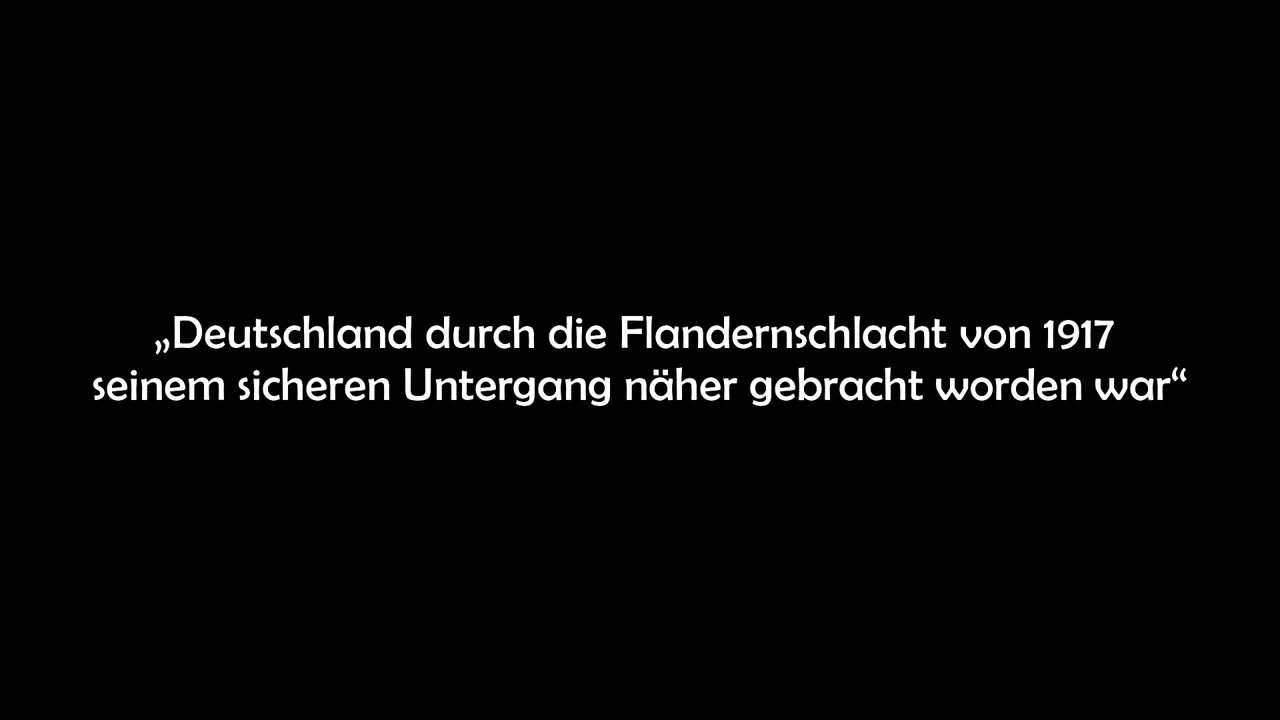 „Deutschland durch die Flandernschlacht von 1917
seinem sicheren Untergang näher gebracht worden war“